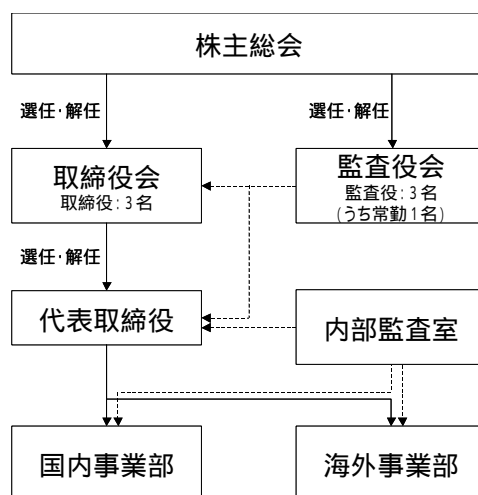 株主総会
選任・解任
選任・解任
取締役会
取締役：3名
監査役会
監査役：3名
(うち常勤1名)
選任・解任
代表取締役
内部監査室
国内事業部
海外事業部